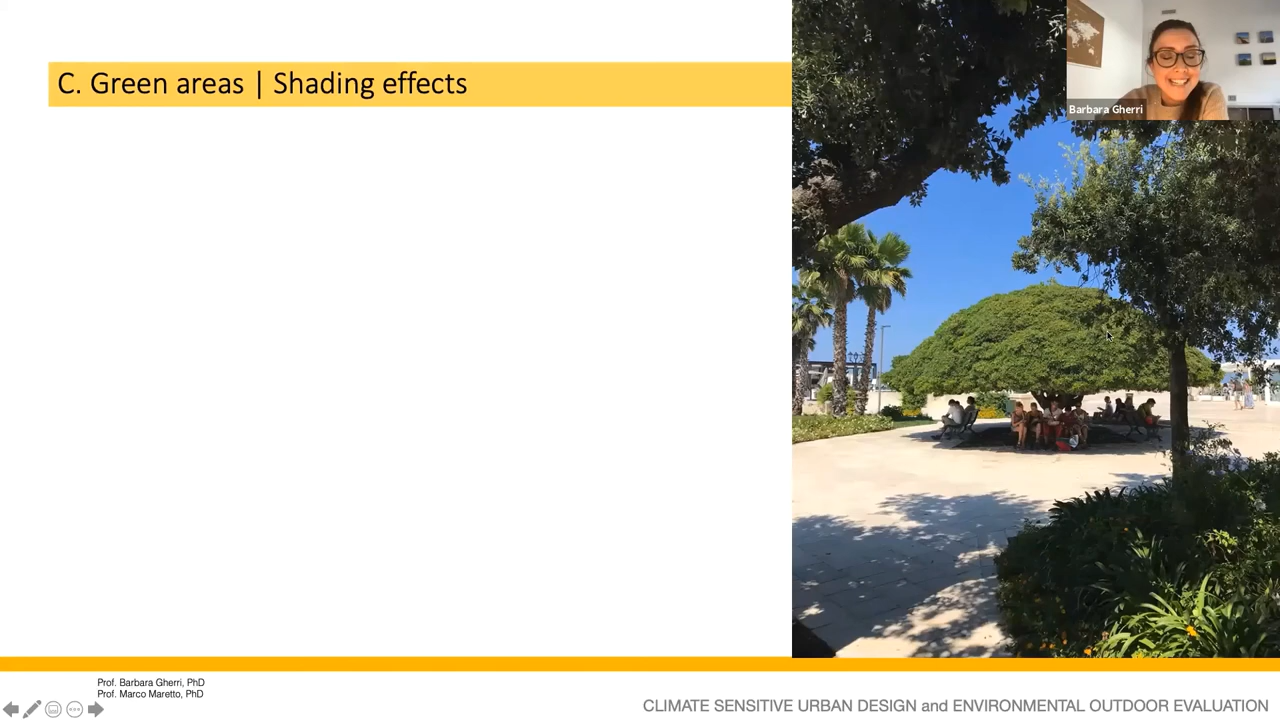 C. Green areas | Shading effects
Barbara Gherri
Prof. Barbara Gherri, PhD
Prof. Marco Maretto, PhD
CLIMATE SENSITIVE URBAN DESIGN and ENVIRONMENTAL OUTDOOR EVALUATION